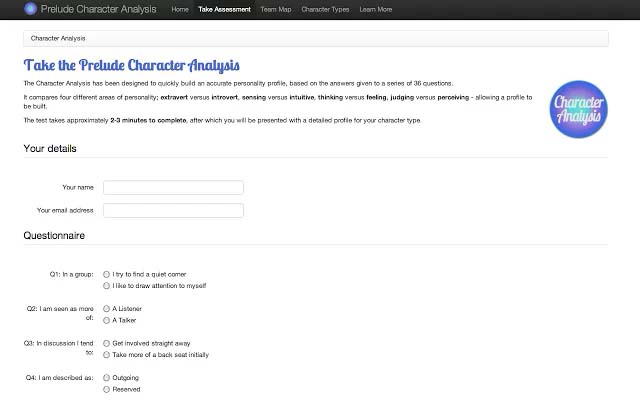 Prelude Character Analysis Home Take Assessment Team Map Character Types Learn More
Character Analysis
Take the Prelude Character Analysis
The Character Analysis has been designed to quickly build an accurate personality profile, based on the answers given to a series of 36 questions.
It compares four different areas of personality; extravert versus introvert, sensing versus intuitive, thinking versus feeling, judging versus perceiving - allowing a profile to
be built.
The test takes approximately 2-3 minutes to complete, after which you will be presented with a detailed profile for your character type.
Character
Analysis
Your details
Your name
Your email address
Questionnaire
Q1: In a group:
I try to find a quiet corner
I like to draw attention to myself
Q2: I am seen as more
of:
A Listener
A Talker
Q3: In discussion I tend
to:
Get involved straight away
Take more of a back seat initially
Q4: I am described as:
Outgoing
Reserved